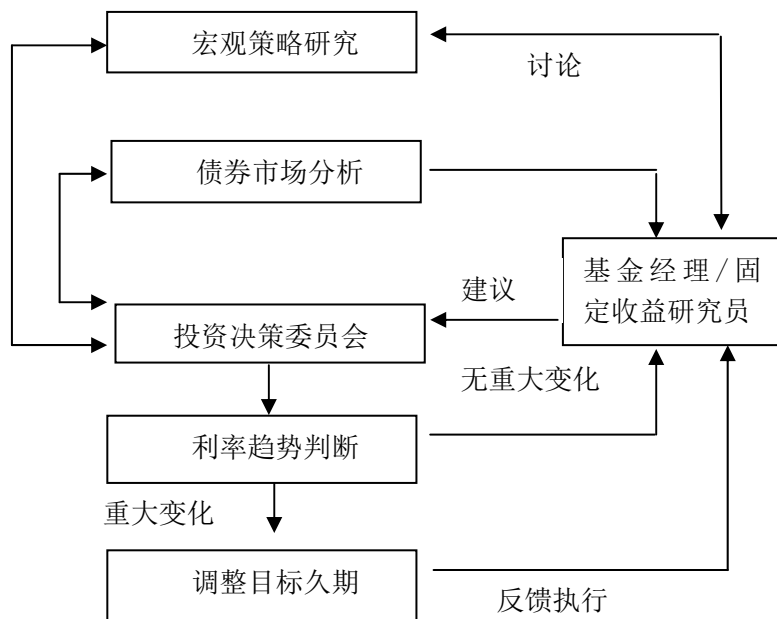 宏观策略研究
讨论
债券市场分析
基金经理/固
定收益研究员
建议
投资决策委员会
无重大变化
利率趋势判断
重大变化
调整目标久期
反馈执行